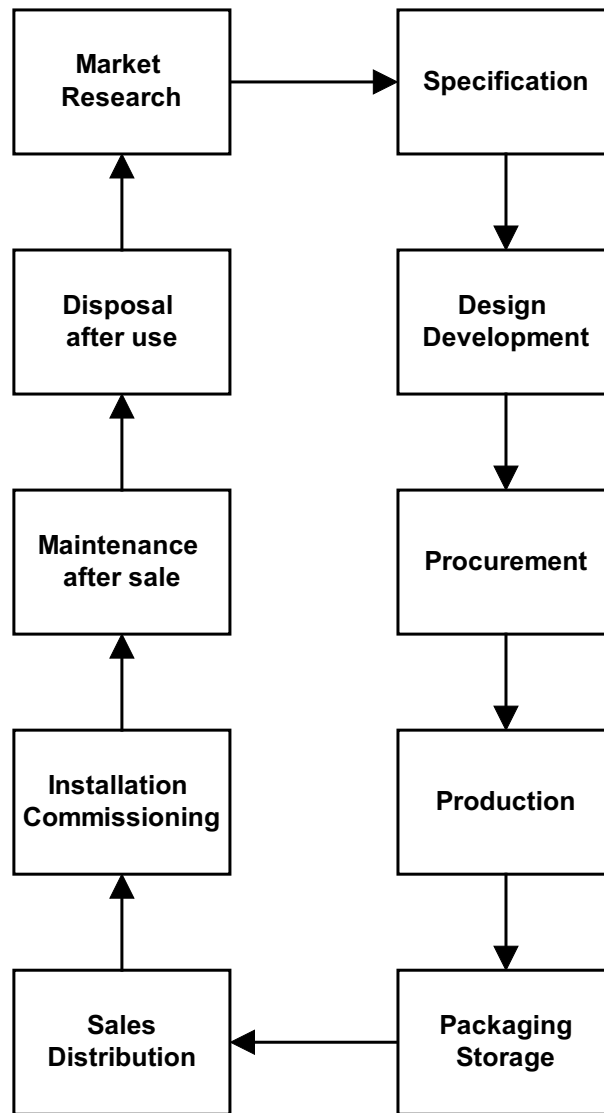 Market
Research
Specification
Disposal
after use
Design
Development
Maintenance
after sale
Procurement
Installation
Commissioning
Production
Sales
Distribution
Packaging
Storage